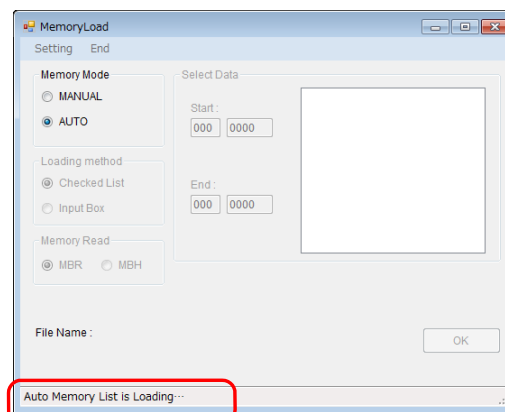 MemoryLoad
Setting End
Memory Mode
MANUAL
AUTO
Loading method
Checked List
Input Box
Memory Read
MBR MBH
Select Data
Start :
000 0000
End :
000 0000
File Name :
OK
Auto Memory List is Loading…